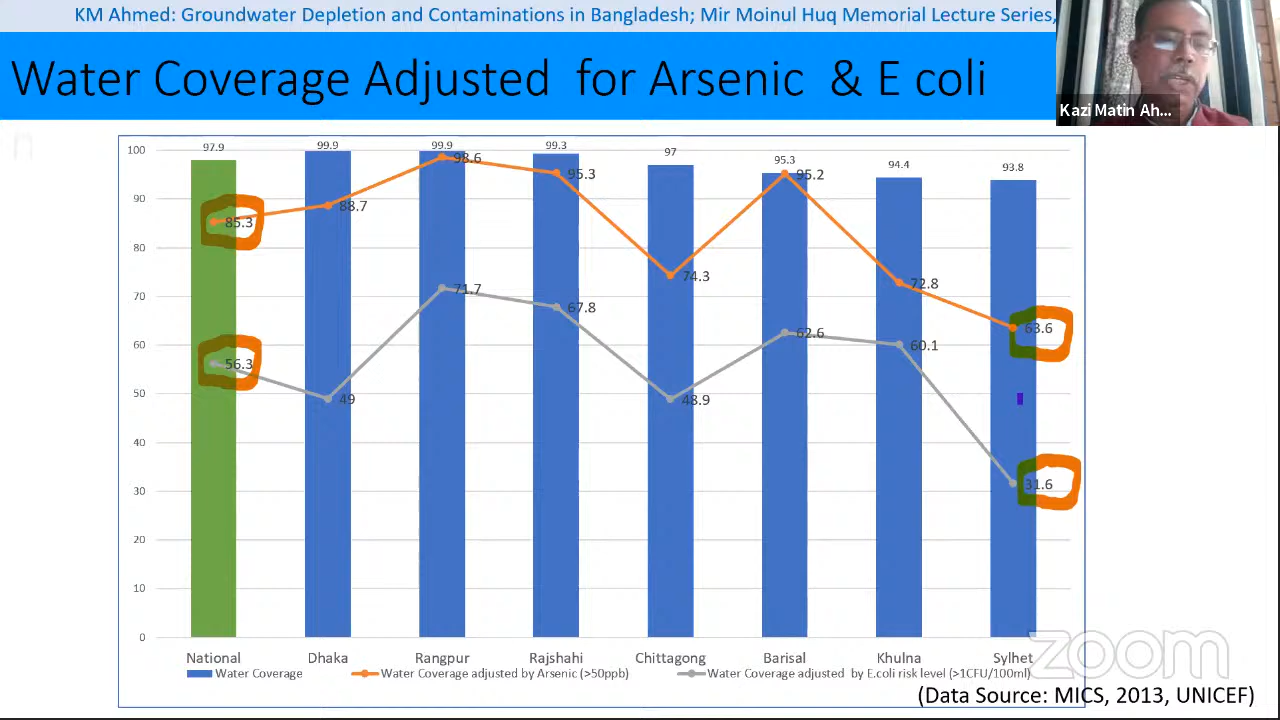 KM Ahmed: Groundwater Depletion and Contaminations in Bangladesh; Mir Moinul Huq Memorial Lecture Series,
Water Coverage Adjusted for Arsenic & E coli
Kazi Matin Ah...
100
90
80
70
60
50
40
30
20
10
0
97.9 99.9 99.9 99.3 97 95.3 94.4 93.8
85.3 88.7 98.6 95.3 74.3 95.2 72.8 63.6
56.3 49 71.7 67.8 48.9 62.6 60.1 31.6
National Dhaka Rangpur Rajshahi Chittagong Barisal Khulna Sylhet
Water Coverage Water Coverage adjusted by Arsenic (>50ppb) Water Coverage adjusted by E.coli risk level (>1CFU/100ml)
zoom
(Data Source: MICS, 2013, UNICEF)